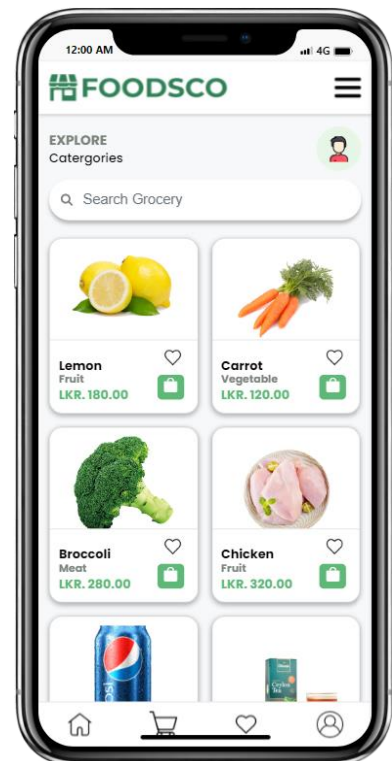 12:00 AM
4G
FOODSCO
EXPLORE
Catergories
Search Grocery
Lemon
Fruit
LKR. 180.00
Carrot
Vegetable
LKR. 120.00
Broccoli
Meat
LKR. 280.00
Chicken
Fruit
LKR. 320.00